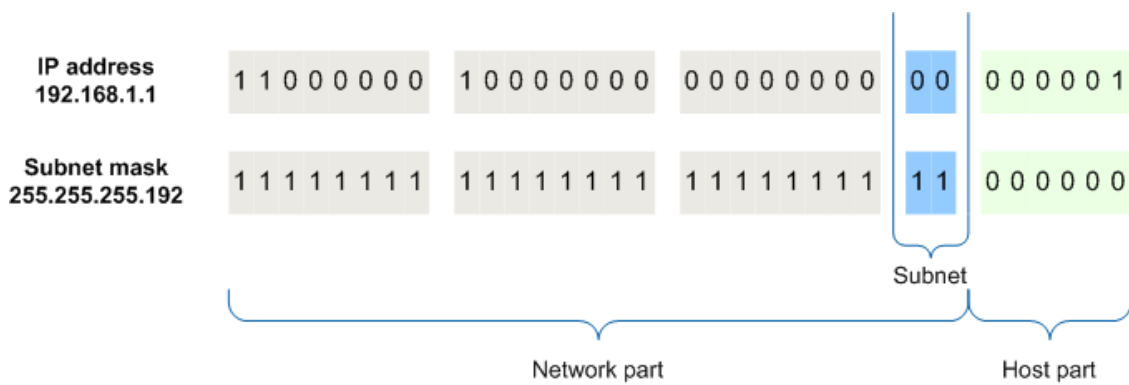 IP address
192.168.1.1
1 1 0 0 0 0 0 0 1 0 0 0 0 0 0 0 0 0 0 0 0 0 0 0 0 0 0 0 0 0 0 1
Subnet mask
255.255.255.192
1 1 1 1 1 1 1 1 1 1 1 1 1 1 1 1 1 1 1 1 1 1 1 1 1 1 0 0 0 0 0 0
Subnet
Network part
Host part